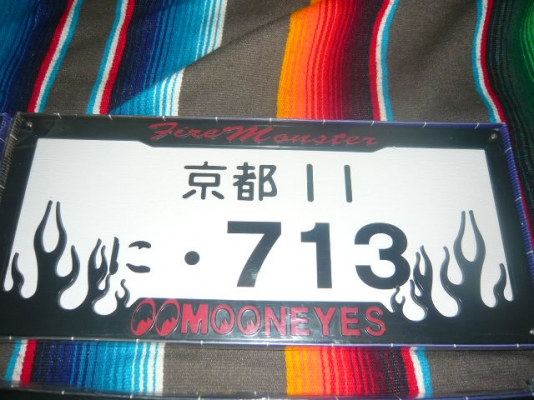 Fire Monster
京都 11
に ・713
MOONEYES